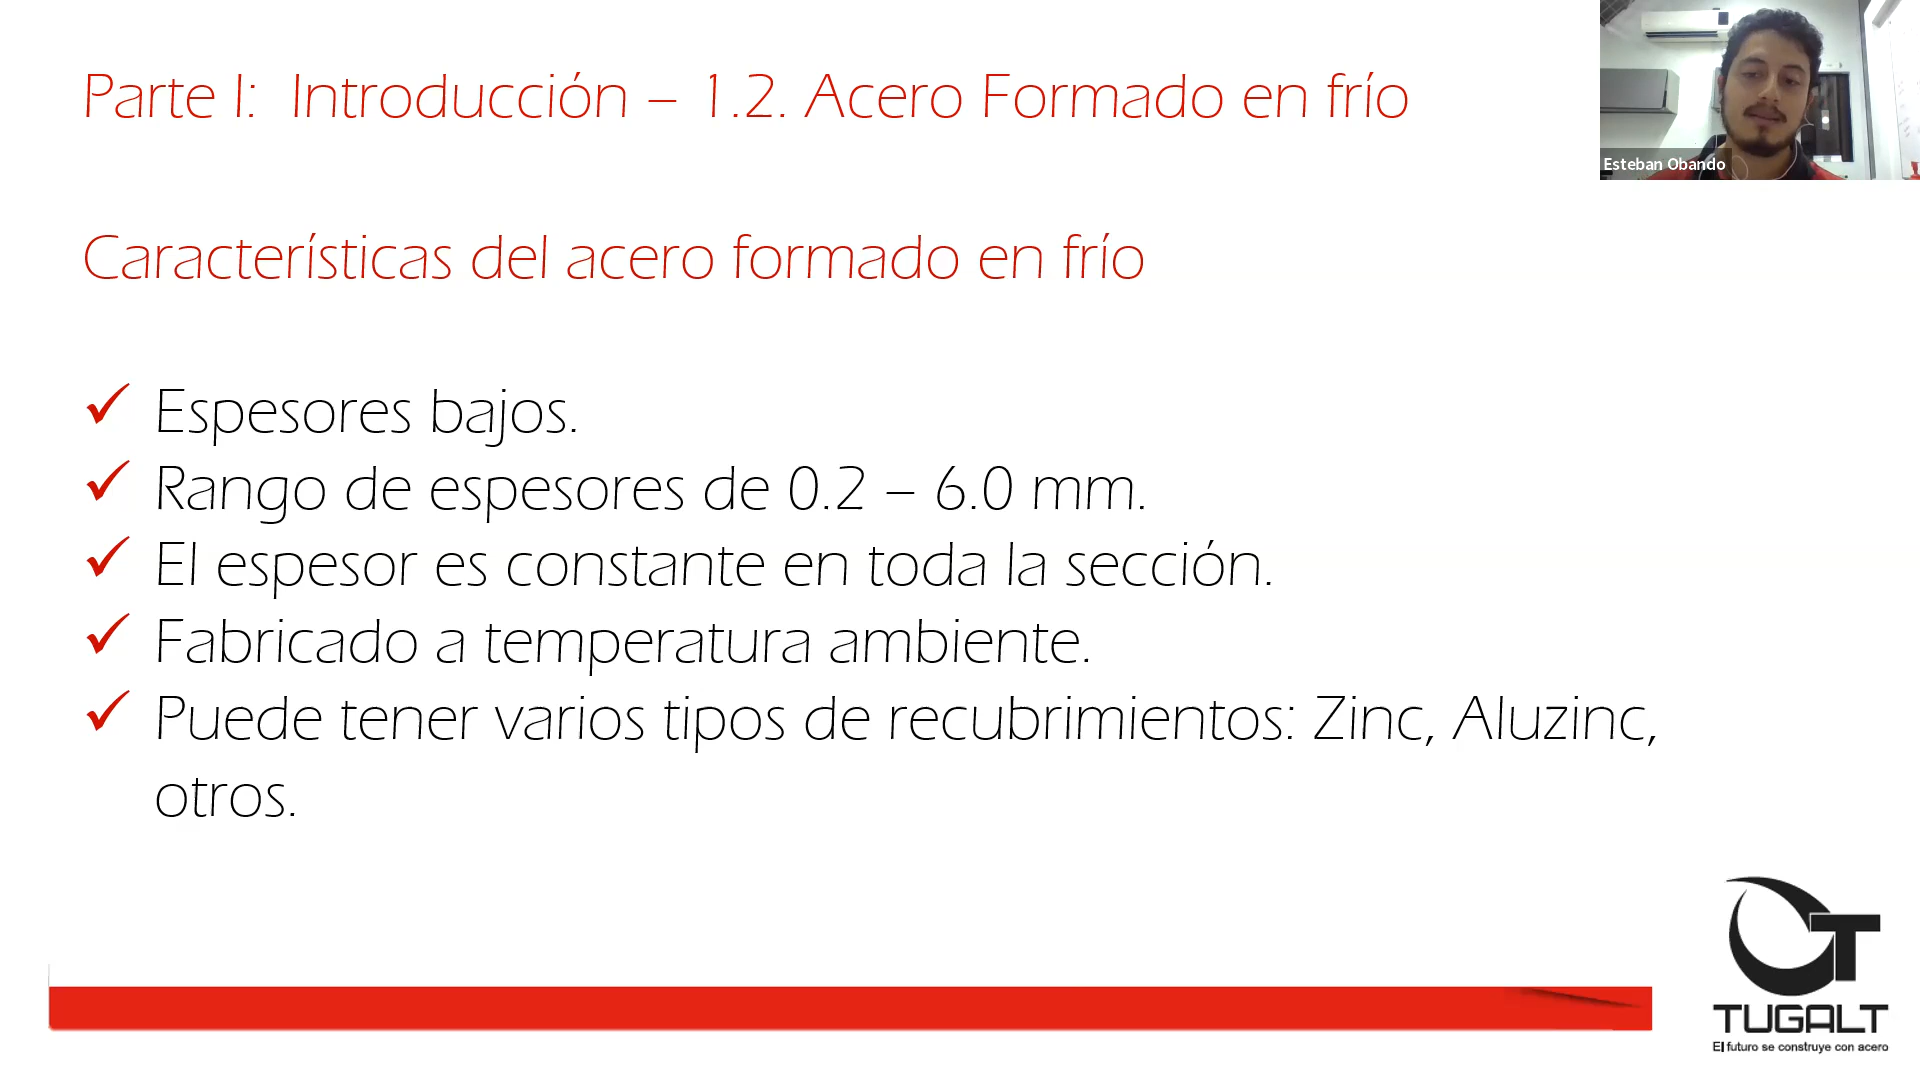 Parte I:  Introducción – 1.2. Acero Formado en frío
Esteban Obando
Características del acero formado en frío
✓ Espesores bajos.
✓ Rango de espesores de 0.2 – 6.0 mm.
✓ El espesor es constante en toda la sección.
✓ Fabricado a temperatura ambiente.
✓ Puede tener varios tipos de recubrimientos: Zinc, Aluzinc,
otros.
TUGALT
El futuro se construye con acero